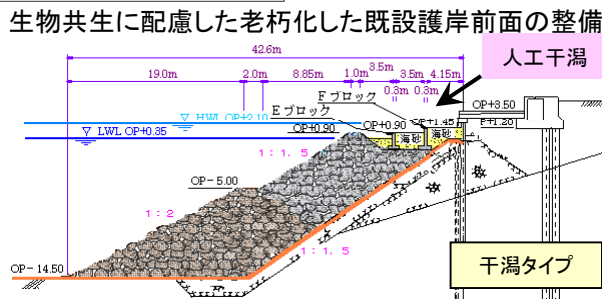 生物共生に配慮した老朽化した既設護岸前面の整備
42.6m
人工干潟
19.0m 2.0m 8.85m 1.0m 3.5m 3.5m 4.15m
0.3m 0.3m
Fブロック
OP+3.50
HWL OP+2.10
Eブロック
OP+1.45
OP+1.20
LWL OP+0.35
OP+0.90
OP+0.90
海砂
海砂
1:1.5
OP-5.00
1:2
1:1.5
干潟タイプ
OP-14.50